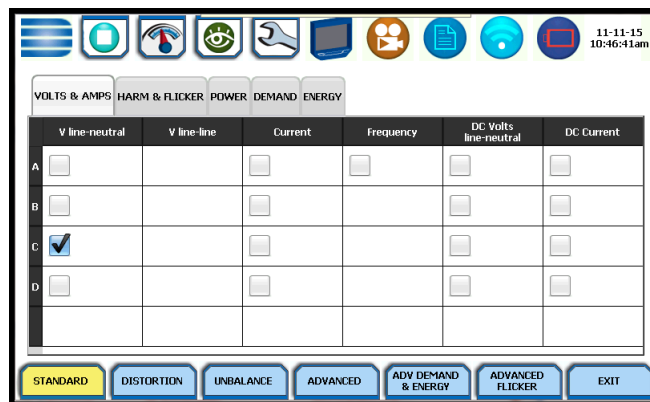 11-11-15
10:46:41am
VOLTS & AMPS HARM & FLICKER POWER DEMAND ENERGY
V line-neutral V line-line Current Frequency DC Volts line-neutral DC Current
A
B
C
D
STANDARD DISTORTION UNBALANCE ADVANCED ADV DEMAND & ENERGY ADVANCED FLICKER EXIT